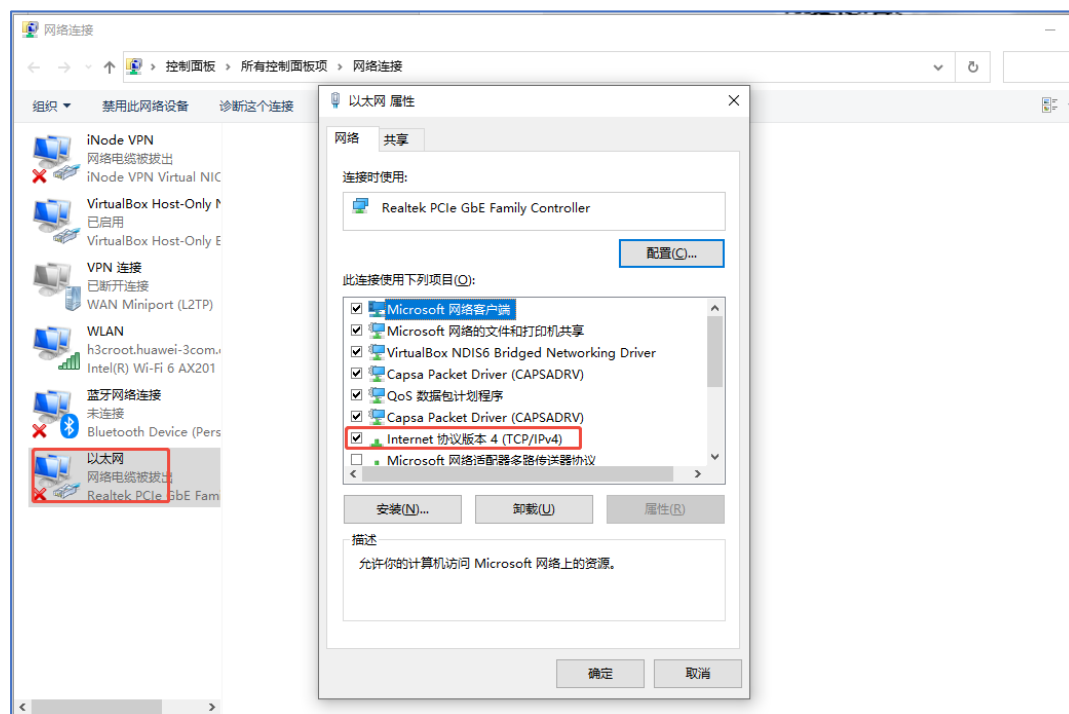 网络连接
控制面板 › 所有控制面板项 › 网络连接
组织 禁用此网络设备 诊断这个连接
iNode VPN
网络电缆被拔出
iNode VPN Virtual NIC
VirtualBox Host-Only N
已启用
VirtualBox Host-Only E
VPN 连接
已断开连接
WAN Miniport (L2TP)
WLAN
h3croot.huawei-3com.
Intel(R) Wi-Fi 6 AX201
蓝牙网络连接
未连接
Bluetooth Device (Pers
以太网
网络电缆被拔出
Realtek PCIe GbE Fam
以太网 属性
网络 共享
连接时使用:
Realtek PCIe GbE Family Controller
配置(C)...
此连接使用下列项目(O):
Microsoft 网络客户端
Microsoft 网络的文件和打印机共享
VirtualBox NDIS6 Bridged Networking Driver
Capsa Packet Driver (CAPSADRV)
QoS 数据包计划程序
Capsa Packet Driver (CAPSADRV)
Internet 协议版本 4 (TCP/IPv4)
Microsoft 网络适配器多路传送器协议
安装(N)... 卸载(U) 属性(R)
描述
允许你的计算机访问 Microsoft 网络上的资源。
确定 取消